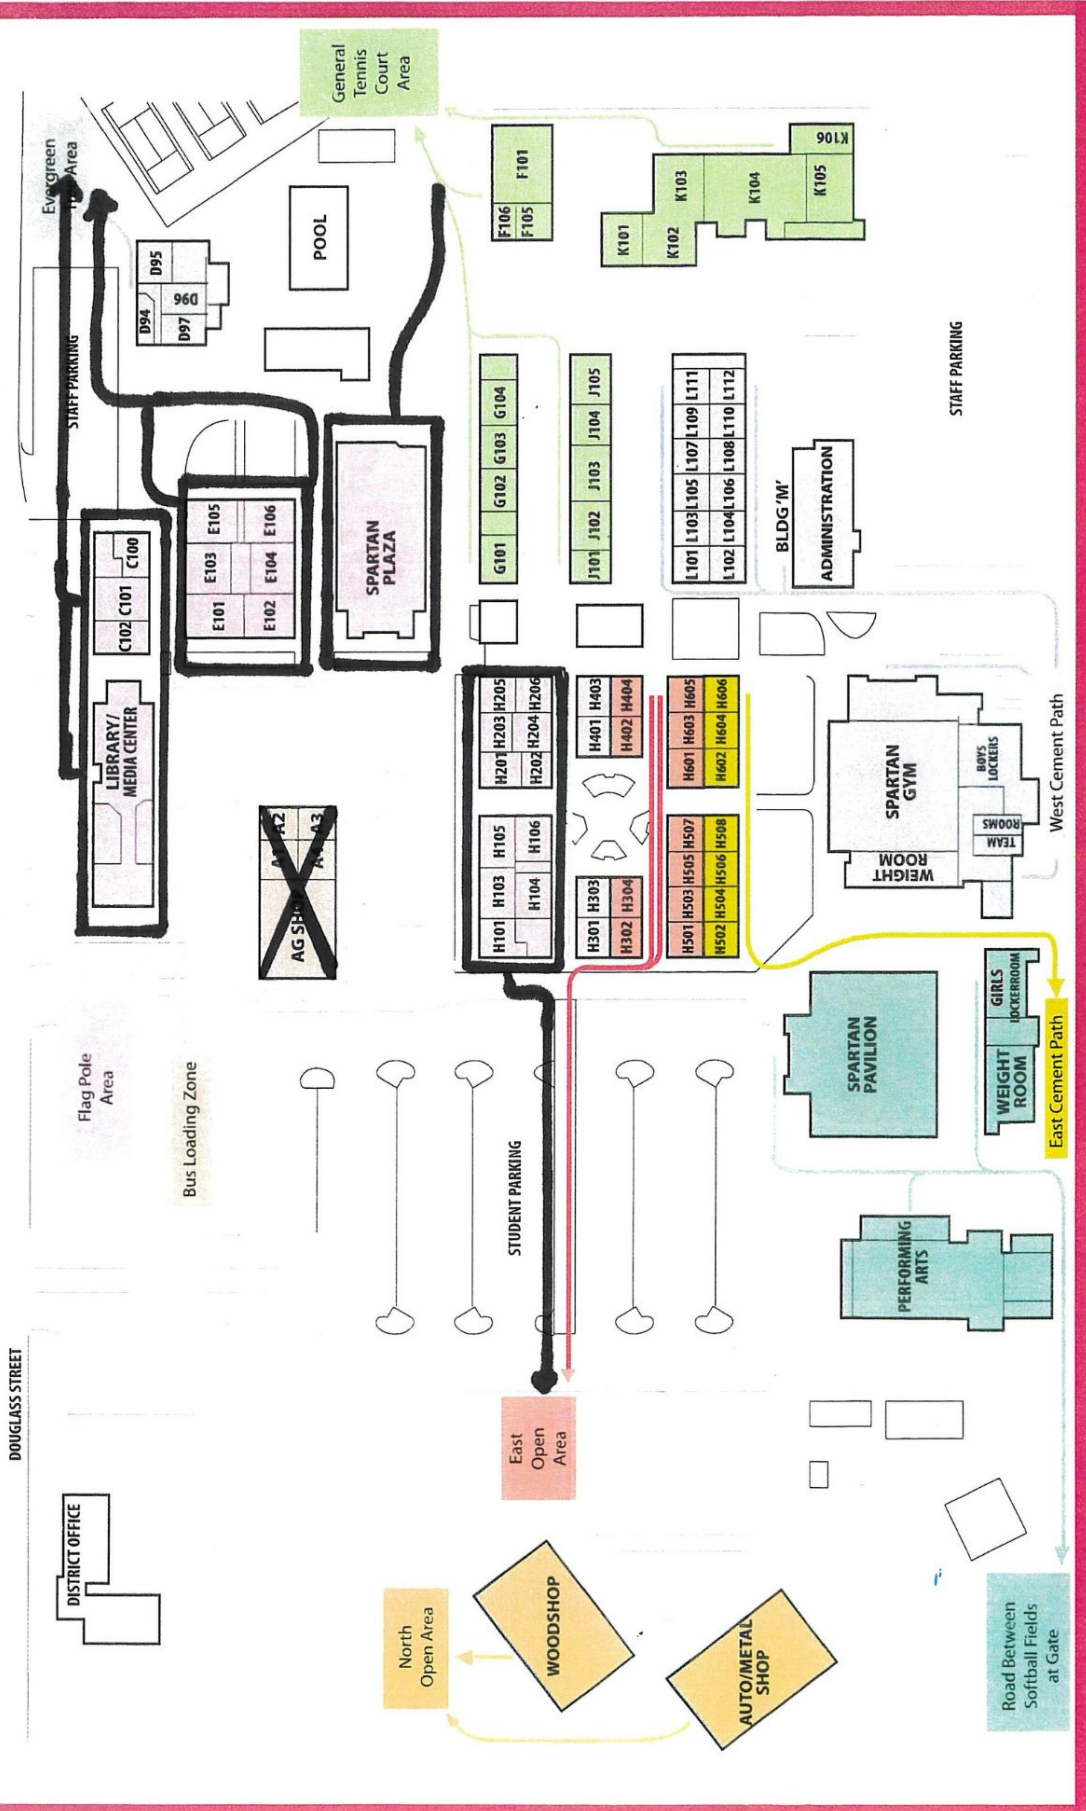 DOUGLASS STREET
DISTRICT OFFICE
Flag Pole
Area
Bus Loading Zone
LIBRARY/
MEDIA CENTER
C102
C101
C100
STAFF PARKING
Evergreen
Area
AG SHOP
A2
A3
E101
E103
E105
E102
E104
E106
D94
D95
D96
D97
SPARTAN
PLAZA
POOL
General
Tennis
Court
Area
North
Open Area
WOODSHOP
AUTO/METAL
SHOP
East
Open
Area
STUDENT PARKING
H101
H103
H105
H104
H106
H201
H203
H205
H202
H204
H206
H301
H303
H302
H304
H401
H403
H402
H404
H501
H503
H505
H507
H502
H504
H506
H508
H601
H603
H605
H602
H604
H606
G101
G102
G103
G104
J101
J102
J103
J104
J105
F106
F105
F101
K101
K102
K103
K104
K105
K106
L101
L103
L105
L107
L109
L111
L102
L104
L106
L108
L110
L112
BLDG 'M'
ADMINISTRATION
STAFF PARKING
SPARTAN
GYM
WEIGHT
ROOM
BOYS
LOCKERS
TEAM
ROOMS
West Cement Path
SPARTAN
PAVILION
GIRLS
LOCKERROOM
WEIGHT
ROOM
East Cement Path
PERFORMING
ARTS
Road Between
Softball Fields
at Gate